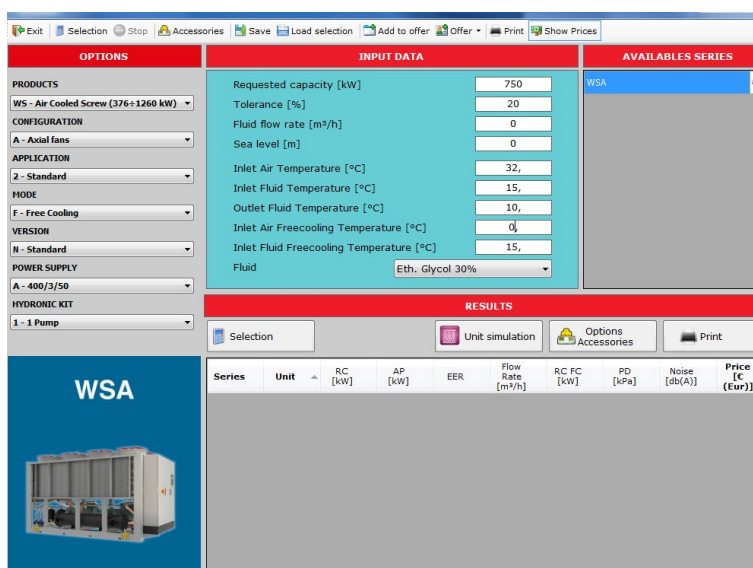 Exit Selection Stop Accessories Save Load selection Add to offer Offer Print Show Prices
OPTIONS
INPUT DATA
AVAILABLES SERIES
PRODUCTS
WS - Air Cooled Screw (376÷1260 kW)
CONFIGURATION
A - Axial fans
APPLICATION
2 - Standard
MODE
F - Free Cooling
VERSION
N - Standard
POWER SUPPLY
A - 400/3/50
HYDRONIC KIT
1 - 1 Pump
Requested capacity [kW] 750
Tolerance [%] 20
Fluid flow rate [m³/h] 0
Sea level [m] 0
Inlet Air Temperature [°C] 32,
Inlet Fluid Temperature [°C] 15,
Outlet Fluid Temperature [°C] 10,
Inlet Air Freecooling Temperature [°C] 0,
Inlet Fluid Freecooling Temperature [°C] 15,
Fluid Eth. Glycol 30%
WSA
RESULTS
Selection
Unit simulation
Options
Accessories
Print
Series Unit RC [kW] AP [kW] EER Flow Rate [m³/h] RC FC [kW] PD [kPa] Noise [db(A)] Price [€ (Eur)]
WSA